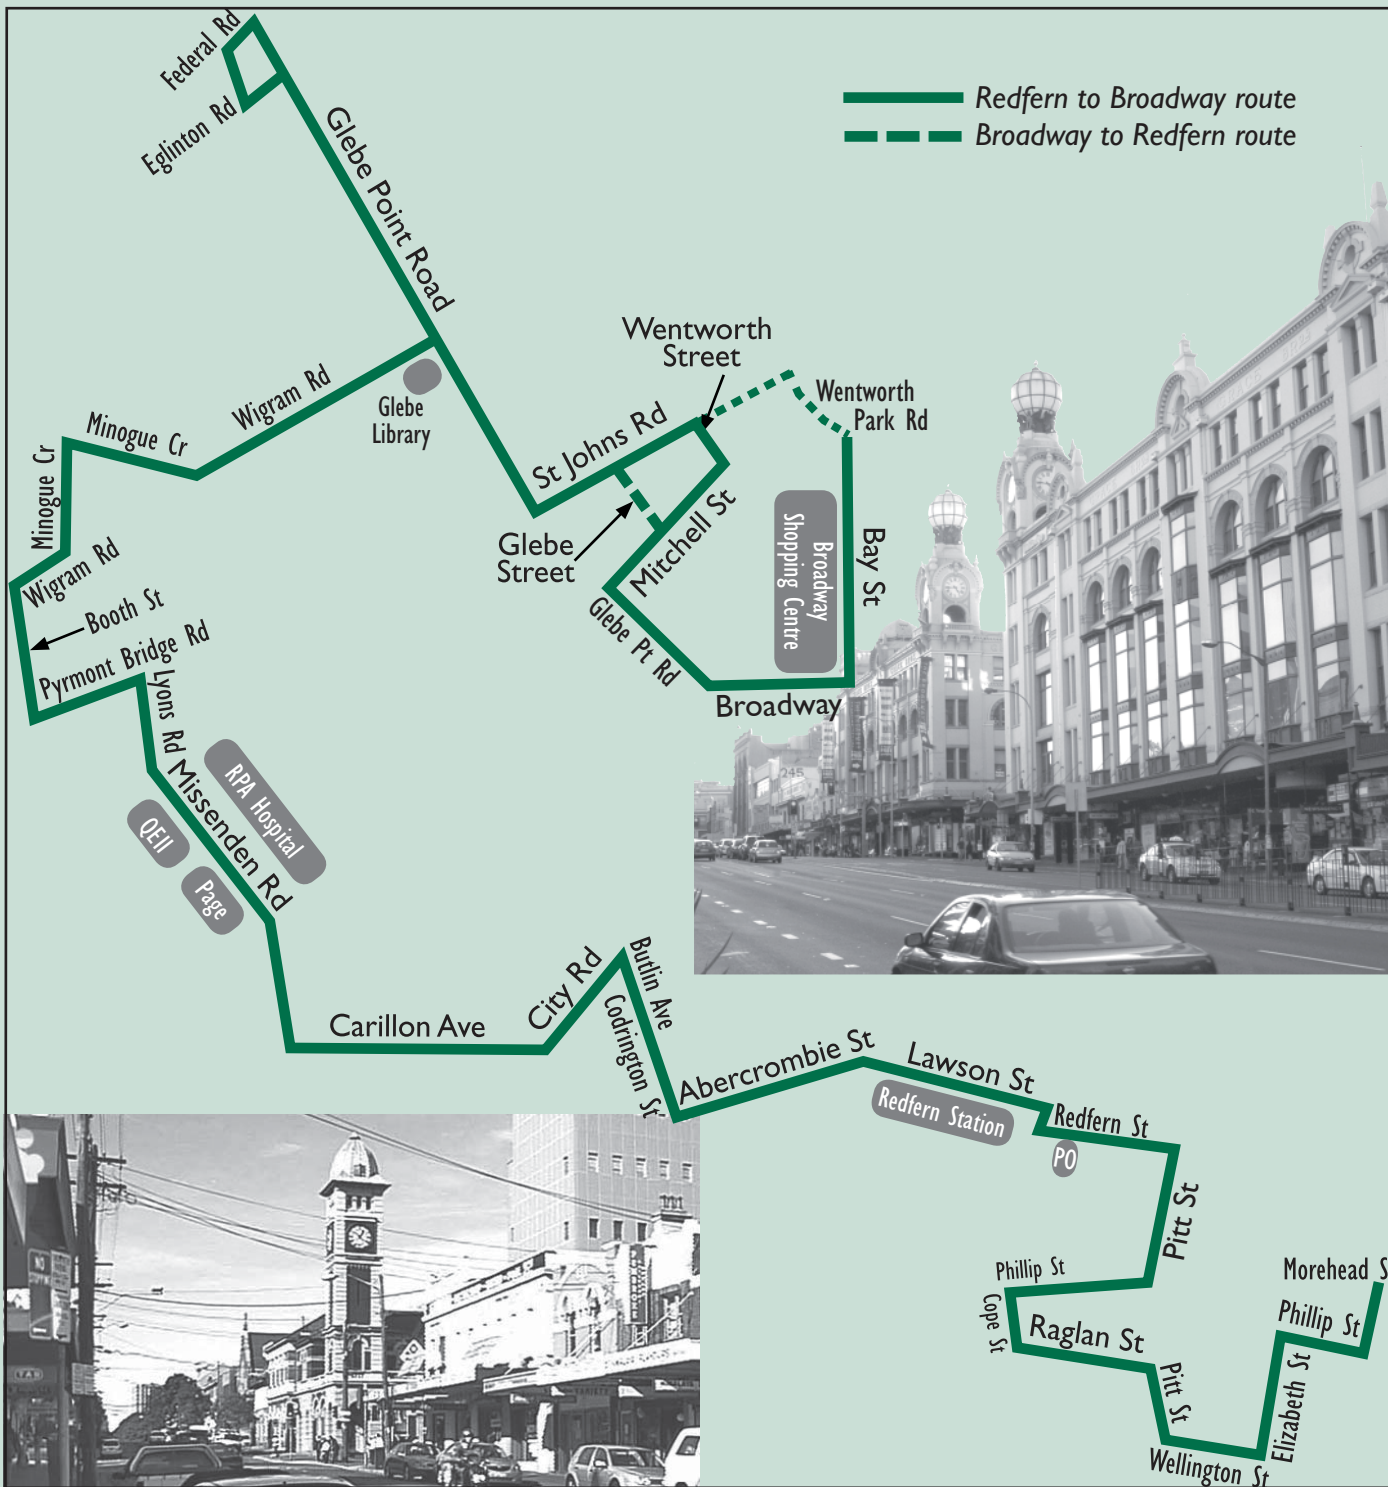 Federal Rd
Eglinton Rd
Glebe Point Road
Redfern to Broadway route
Broadway to Redfern route
Wentworth
Street
Wentworth
Park Rd
Wigram Rd
Glebe
Library
Minogue Cr
Minogue Cr
St Johns Rd
Mitchell St
Glebe
Street
Broadway
Shopping Centre
Bay St
Wigram Rd
Booth St
Glebe Pt Rd
Pyrmont Bridge Rd
Lyons Rd
Broadway
Missenden Rd
RPA Hospital
QEII
Page
245
City Rd
Butlin Ave
Codrington St
Carillon Ave
Abercrombie St
Lawson St
Redfern Station
Redfern St
PO
Pitt St
Phillip St
Cope St
Raglan St
Morehead S
Phillip St
Pitt St
Elizabeth St
Wellington St
NO